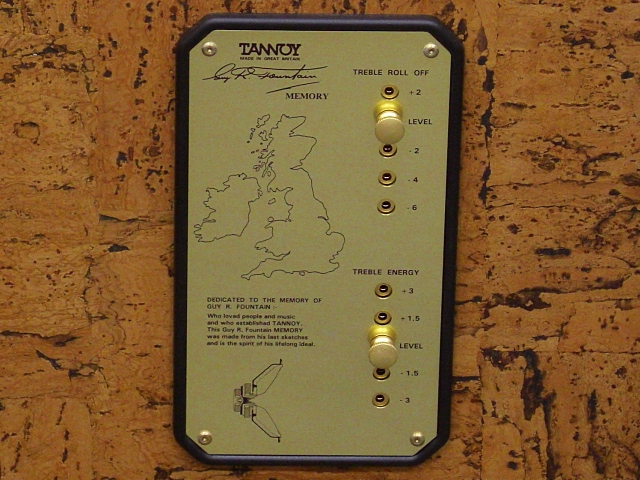 TANNOY
MADE IN GREAT BRITAIN
Guy R. Fountain
MEMORY
TREBLE ROLL OFF
+2
LEVEL
- 2
- 4
- 6
TREBLE ENERGY
+3
+1.5
LEVEL
- 1.5
- 3
DEDICATED TO THE MEMORY OF
GUY R. FOUNTAIN :-
Who loved people and music
and who established TANNOY.
This Guy R. Fountain MEMORY
was made from his last sketches
and is the spirit of his lifelong ideal.